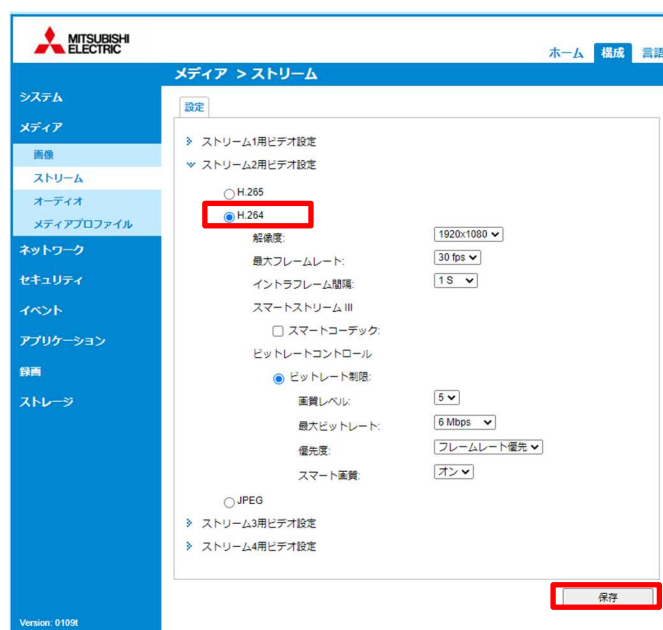 MITSUBISHI
ELECTRIC
ホーム 構成 言語
メディア > ストリーム
システム
メディア
画像
ストリーム
オーディオ
メディアプロファイル
ネットワーク
セキュリティ
イベント
アプリケーション
録画
ストレージ
設定
ストリーム1用ビデオ設定
ストリーム2用ビデオ設定
H.265
H.264
解像度: 1920x1080
最大フレームレート: 30 fps
イントラフレーム間隔: 1 S
スマートストリーム III
スマートコーデック:
ビットレートコントロール
ビットレート制限:
画質レベル: 5
最大ビットレート: 6 Mbps
優先度: フレームレート優先
スマート画質: オン
JPEG
ストリーム3用ビデオ設定
ストリーム4用ビデオ設定
保存
Version: 0109t